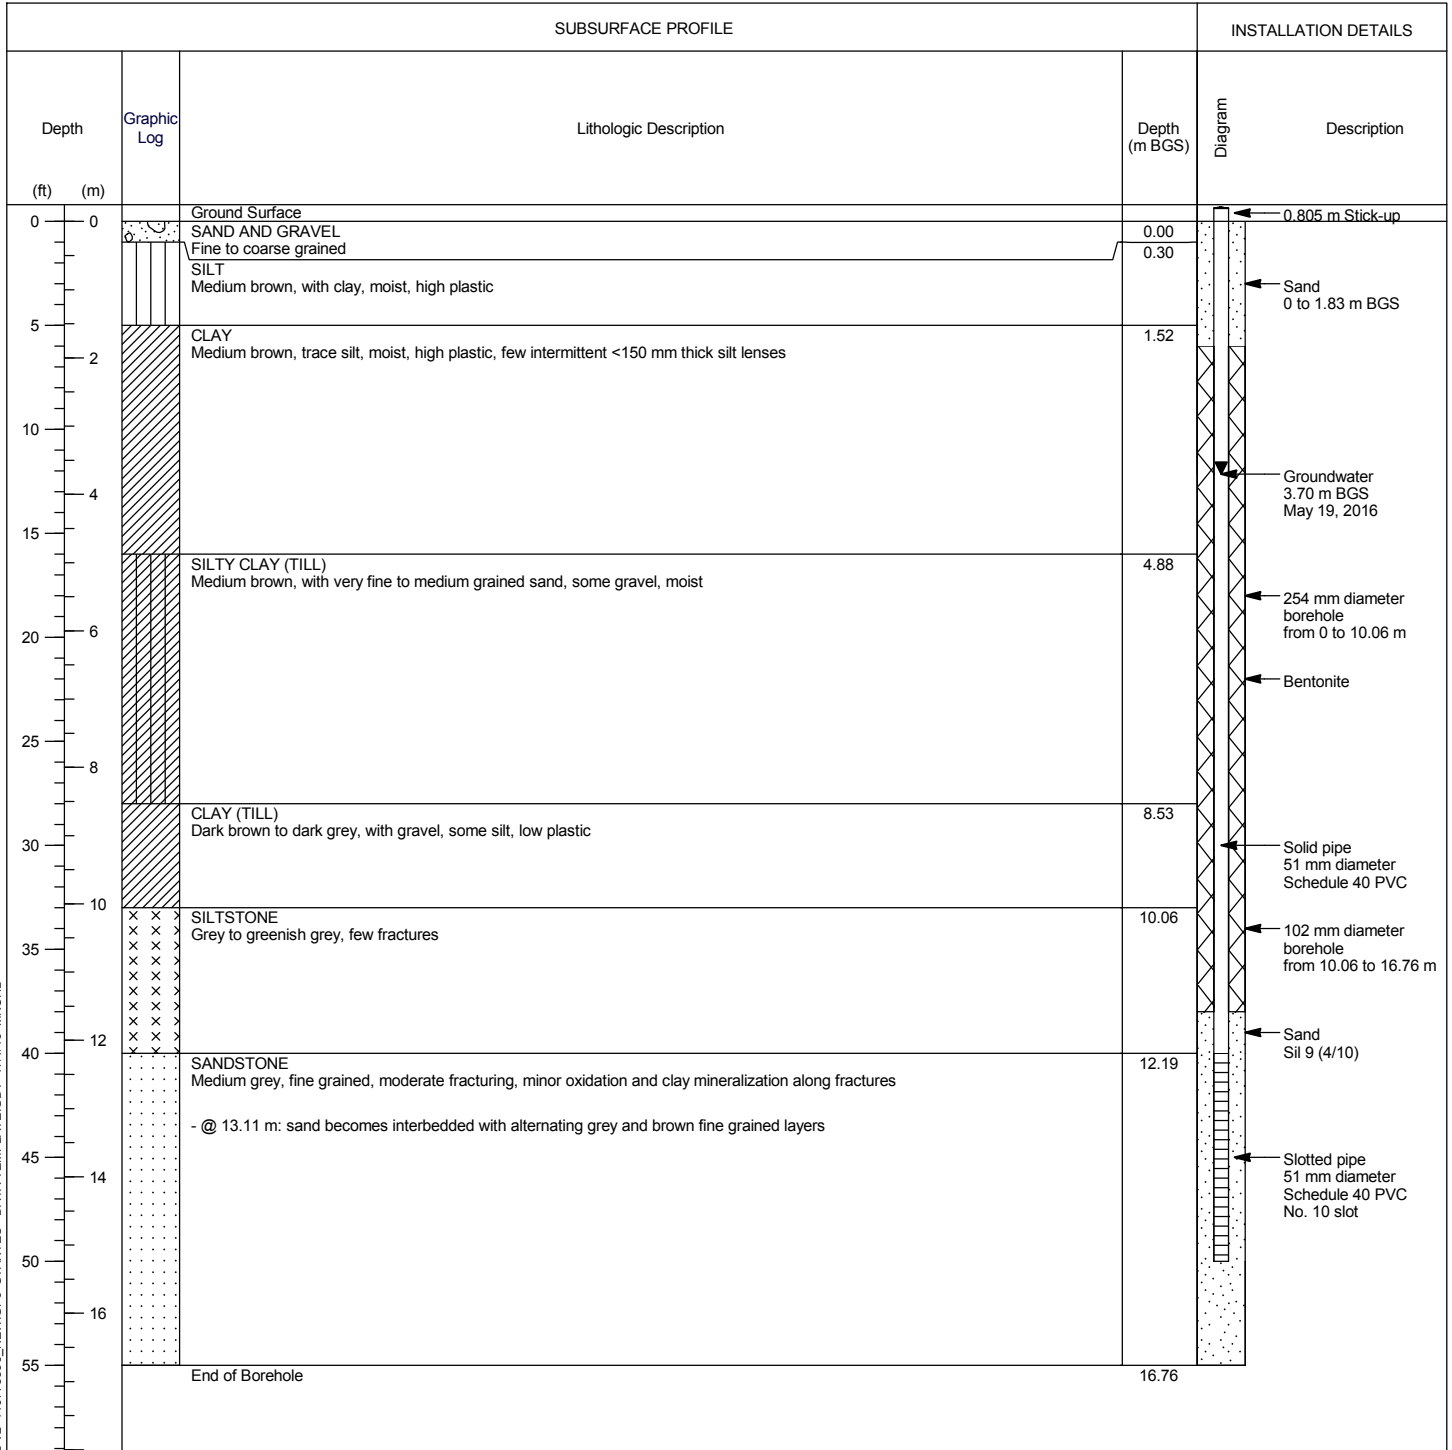 SUBSURFACE PROFILE
INSTALLATION DETAILS
Depth
Graphic
Log
Lithologic Description
Depth
(m BGS)
Diagram
Description
(ft)
(m)
Ground Surface
0.805 m Stick-up
0
0
SAND AND GRAVEL
Fine to coarse grained
0.00
0.30
SILT
Medium brown, with clay, moist, high plastic
Sand
0 to 1.83 m BGS
5
CLAY
Medium brown, trace silt, moist, high plastic, few intermittent <150 mm thick silt lenses
1.52
2
10
Groundwater
3.70 m BGS
May 19, 2016
4
15
SILTY CLAY (TILL)
Medium brown, with very fine to medium grained sand, some gravel, moist
4.88
254 mm diameter
borehole
from 0 to 10.06 m
20
6
Bentonite
25
8
CLAY (TILL)
Dark brown to dark grey, with gravel, some silt, low plastic
8.53
30
Solid pipe
51 mm diameter
Schedule 40 PVC
10
SILTSTONE
Grey to greenish grey, few fractures
10.06
102 mm diameter
borehole
from 10.06 to 16.76 m
35
12
Sand
Sil 9 (4/10)
40
SANDSTONE
Medium grey, fine grained, moderate fracturing, minor oxidation and clay mineralization along fractures
12.19
- @ 13.11 m: sand becomes interbedded with alternating grey and brown fine grained layers
45
14
Slotted pipe
51 mm diameter
Schedule 40 PVC
No. 10 slot
50
16
55
End of Borehole
16.76